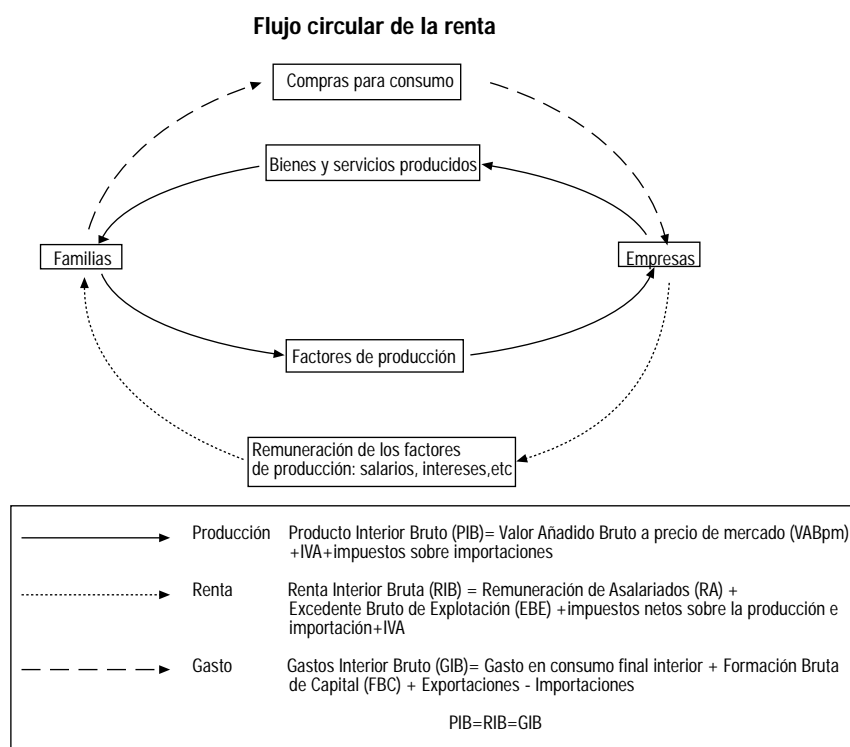 Flujo circular de la renta
Compras para consumo
Bienes y servicios producidos
Familias
Empresas
Factores de producción
Remuneración de los factores
de producción: salarios, intereses,etc
Producción
Producto Interior Bruto (PIB)= Valor Añadido Bruto a precio de mercado (VABpm)
+IVA+impuestos sobre importaciones
Renta
Renta Interior Bruta (RIB) = Remuneración de Asalariados (RA) +
Excedente Bruto de Explotación (EBE) +impuestos netos sobre la producción e
importación+IVA
Gasto
Gastos Interior Bruto (GIB)= Gasto en consumo final interior + Formación Bruta
de Capital (FBC) + Exportaciones - Importaciones
PIB=RIB=GIB